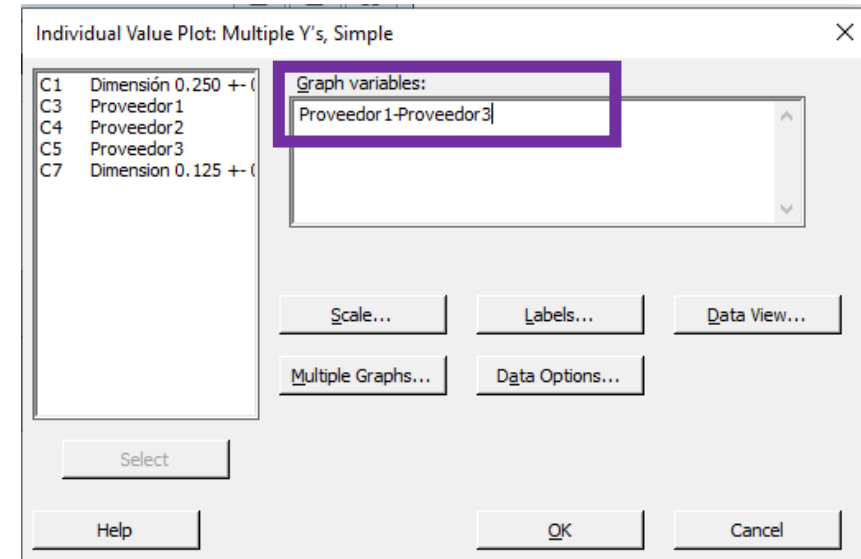 Individual Value Plot: Multiple Y's, Simple
C1 Dimensión 0.250 +- (
C3 Proveedor1
C4 Proveedor2
C5 Proveedor3
C7 Dimension 0.125 +- (
Graph variables:
Proveedor1-Proveedor3
Scale...
Labels...
Data View...
Multiple Graphs...
Data Options...
Select
Help
OK
Cancel